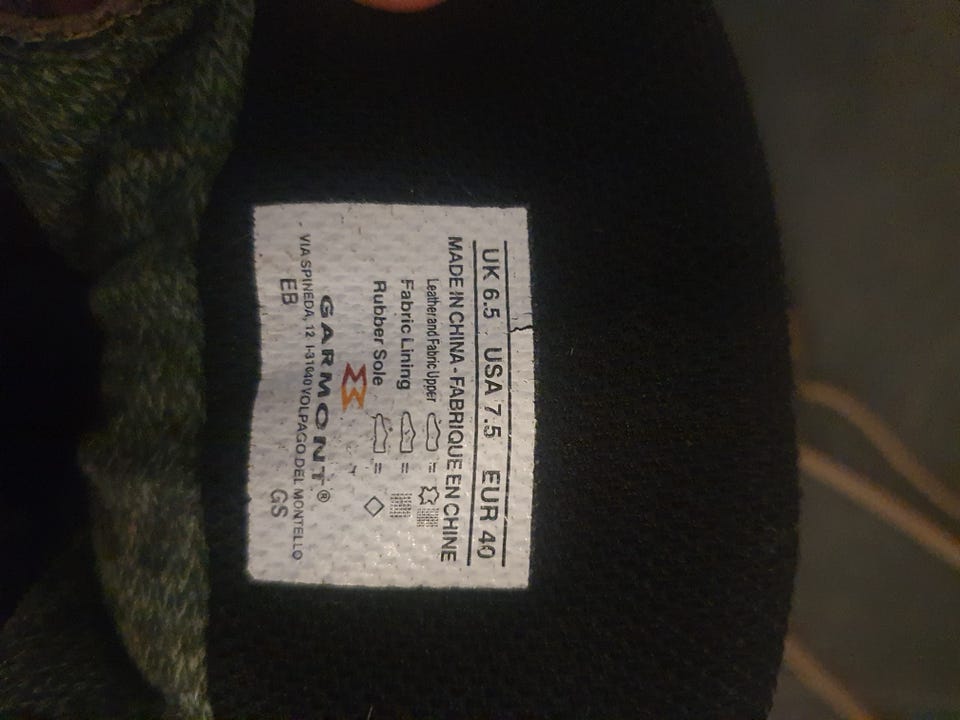 UK 6.5 USA 7.5 EUR 40
MADE IN CHINA - FABRIQUE EN CHINE
Leather and Fabric Upper =
Fabric Lining =
Rubber Sole =
GARMONT®
VIA SPINEDA, 12 I-31040 VOLPAGO DEL MONTELLO
EB GS